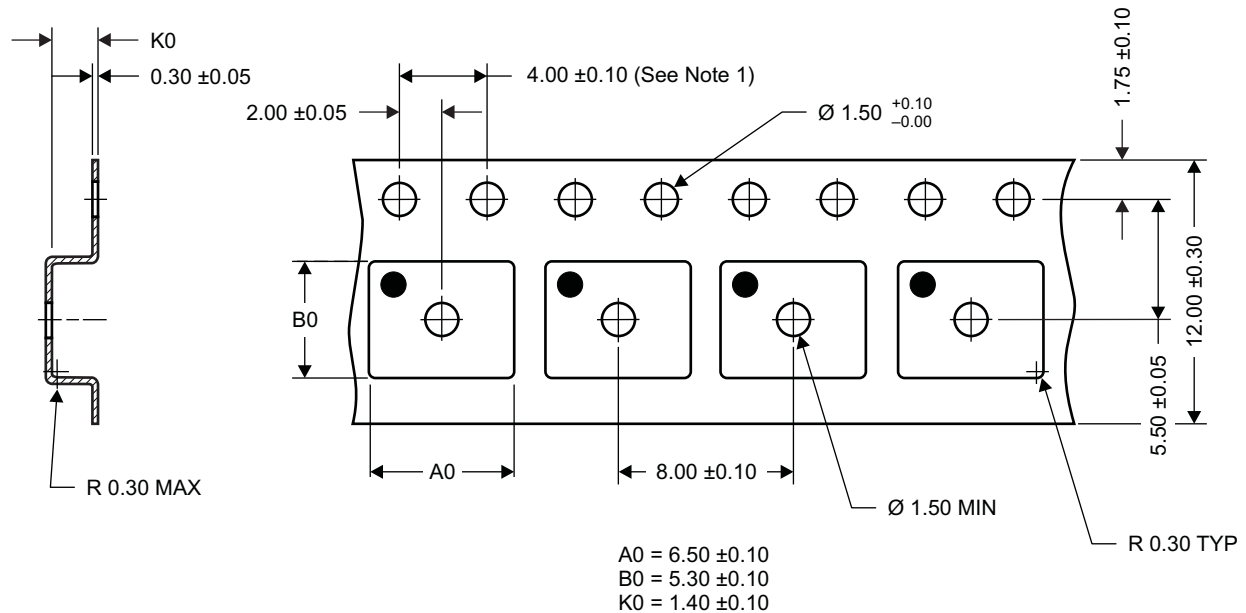 K0
0.30 ±0.05
4.00 ±0.10 (See Note 1)
2.00 ±0.05
Ø 1.50 +0.10 –0.00
1.75 ±0.10
B0
12.00 ±0.30
5.50 ±0.05
A0
8.00 ±0.10
R 0.30 MAX
Ø 1.50 MIN
R 0.30 TYP
A0 = 6.50 ±0.10
B0 = 5.30 ±0.10
K0 = 1.40 ±0.10